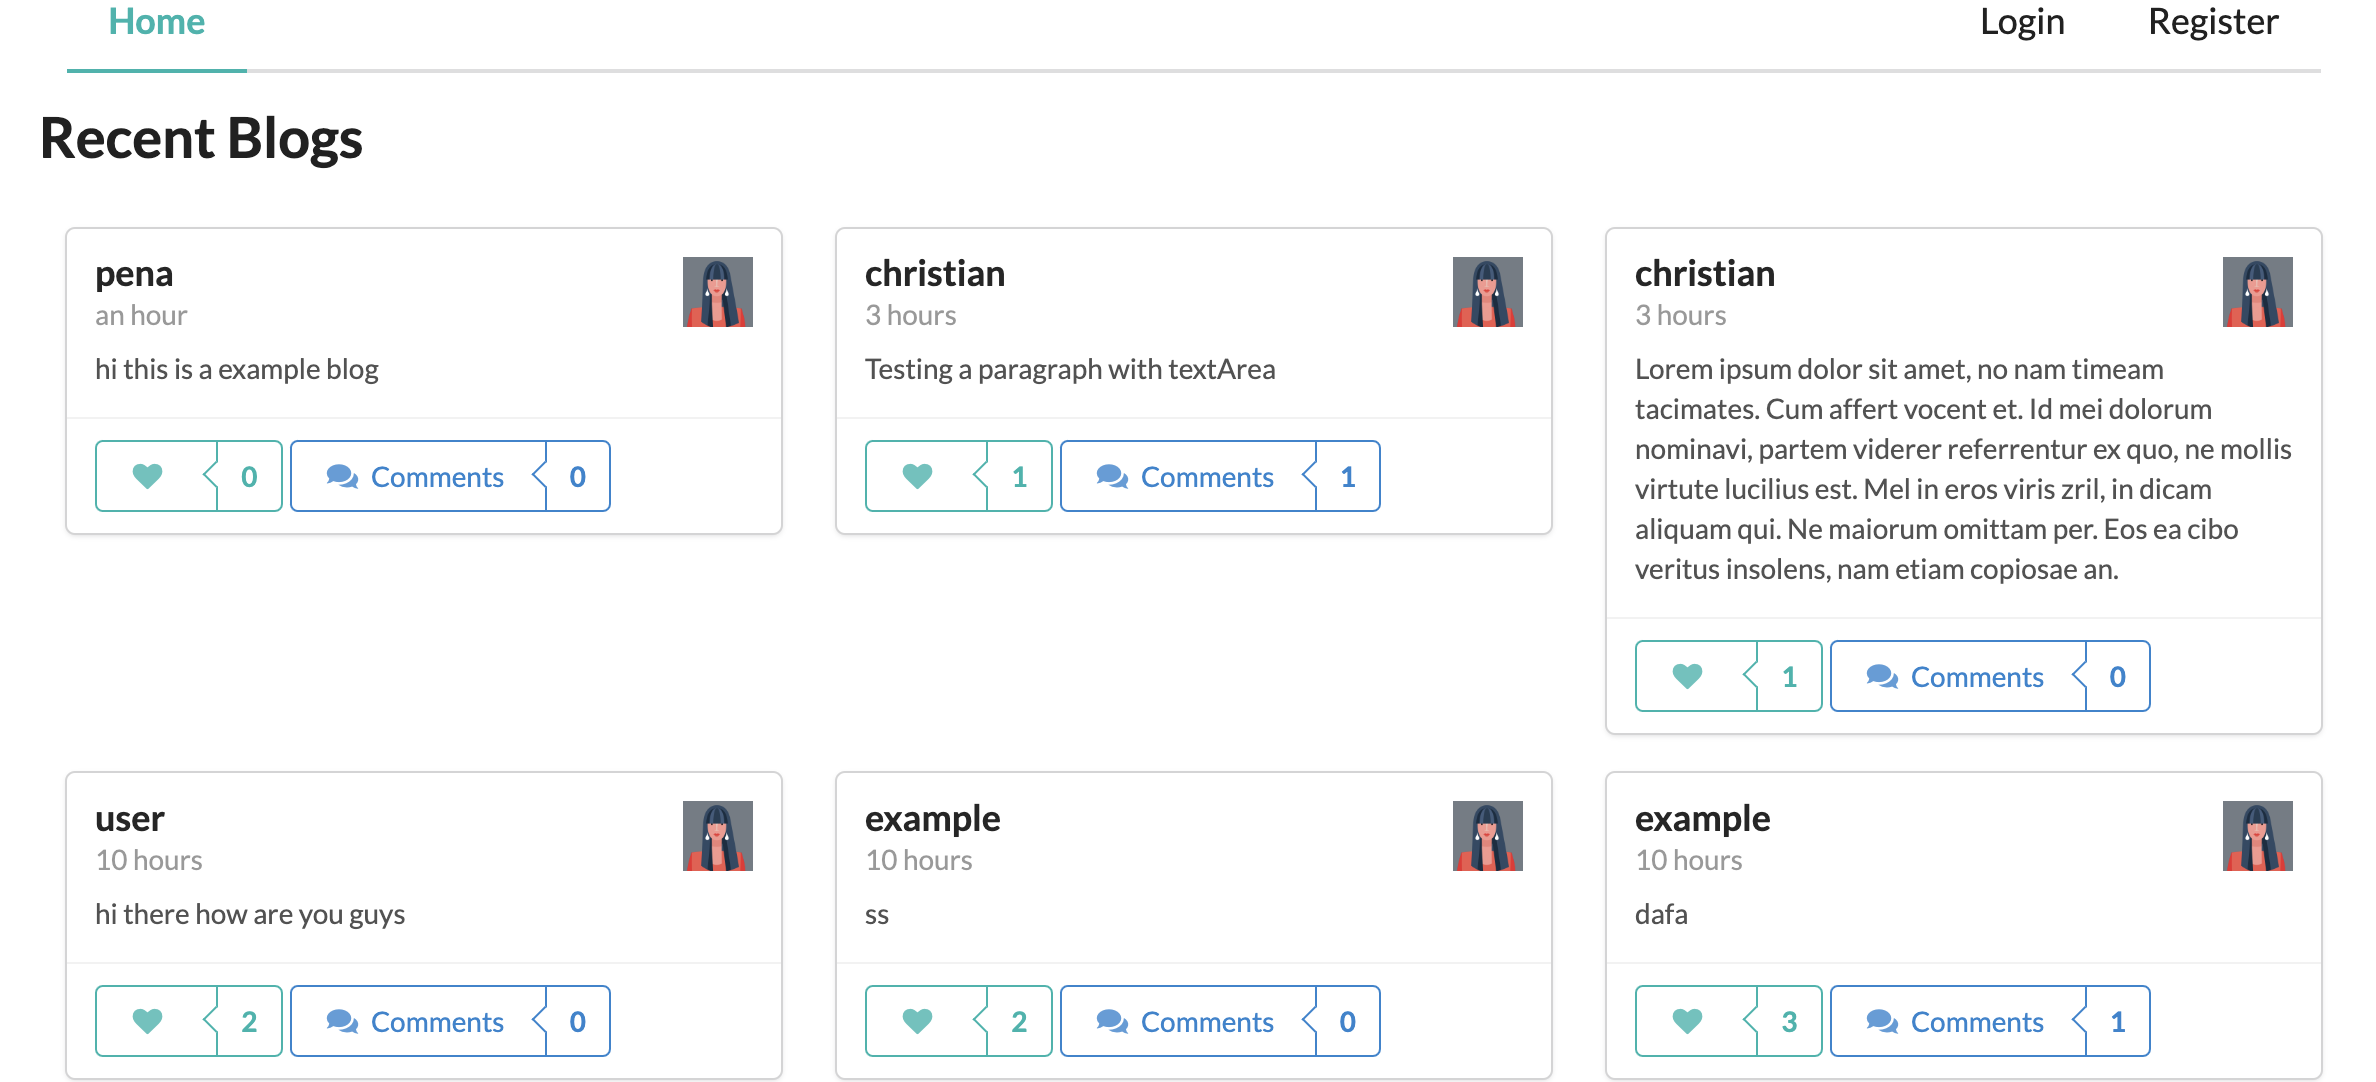 Home Login Register
Recent Blogs
pena
an hour
hi this is a example blog
0 Comments 0
christian
3 hours
Testing a paragraph with textArea
1 Comments 1
christian
3 hours
Lorem ipsum dolor sit amet, no nam timeam
tacimates. Cum affert vocent et. Id mei dolorum
nominavi, partem viderer referrentur ex quo, ne mollis
virtute lucilius est. Mel in eros viris zril, in dicam
aliquam qui. Ne maiorum omittam per. Eos ea cibo
veritus insolens, nam etiam copiosae an.
1 Comments 0
user
10 hours
hi there how are you guys
2 Comments 0
example
10 hours
ss
2 Comments 0
example
10 hours
dafa
3 Comments 1